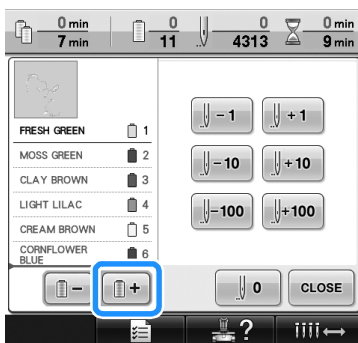 0 min
7 min
0
11
0
4313
0 min
9 min
FRESH GREEN 1
MOSS GREEN 2
CLAY BROWN 3
LIGHT LILAC 4
CREAM BROWN 5
CORNFLOWER
BLUE 6
-1
+1
-10
+10
-100
+100
-
+
0
CLOSE
?